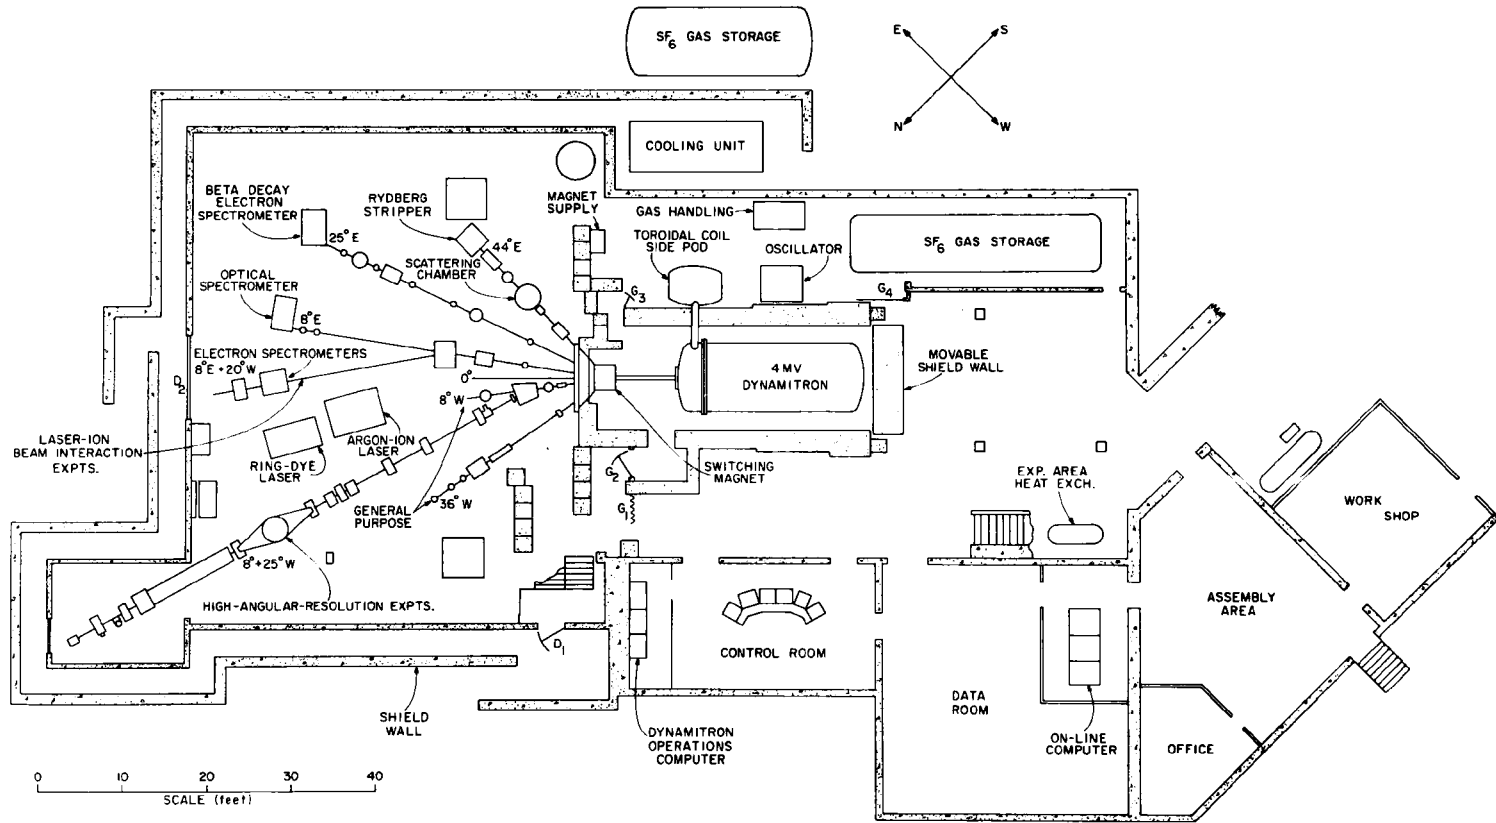 SF6 GAS STORAGE
E
S
N
W
COOLING UNIT
BETA DECAY
ELECTRON
SPECTROMETER
25°E
RYDBERG
STRIPPER
44°E
MAGNET
SUPPLY
GAS HANDLING
TOROIDAL COIL
SIDE POD
OSCILLATOR
SF6 GAS STORAGE
SCATTERING
CHAMBER
OPTICAL
SPECTROMETER
8°E
G3
G4
ELECTRON SPECTROMETERS
8°E + 20°W
D2
0°
8°W
4 MV
DYNAMITRON
MOVABLE
SHIELD WALL
LASER-ION
BEAM INTERACTION
EXPTS.
ARGON-ION
LASER
RING-DYE
LASER
GENERAL
PURPOSE
36°W
G2
G1
SWITCHING
MAGNET
EXP. AREA
HEAT EXCH.
WORK
SHOP
8°+25°W
HIGH-ANGULAR-RESOLUTION EXPTS.
D1
CONTROL ROOM
ASSEMBLY
AREA
DATA
ROOM
SHIELD
WALL
DYNAMITRON
OPERATIONS
COMPUTER
ON-LINE
COMPUTER
OFFICE
0 10 20 30 40
SCALE (feet)